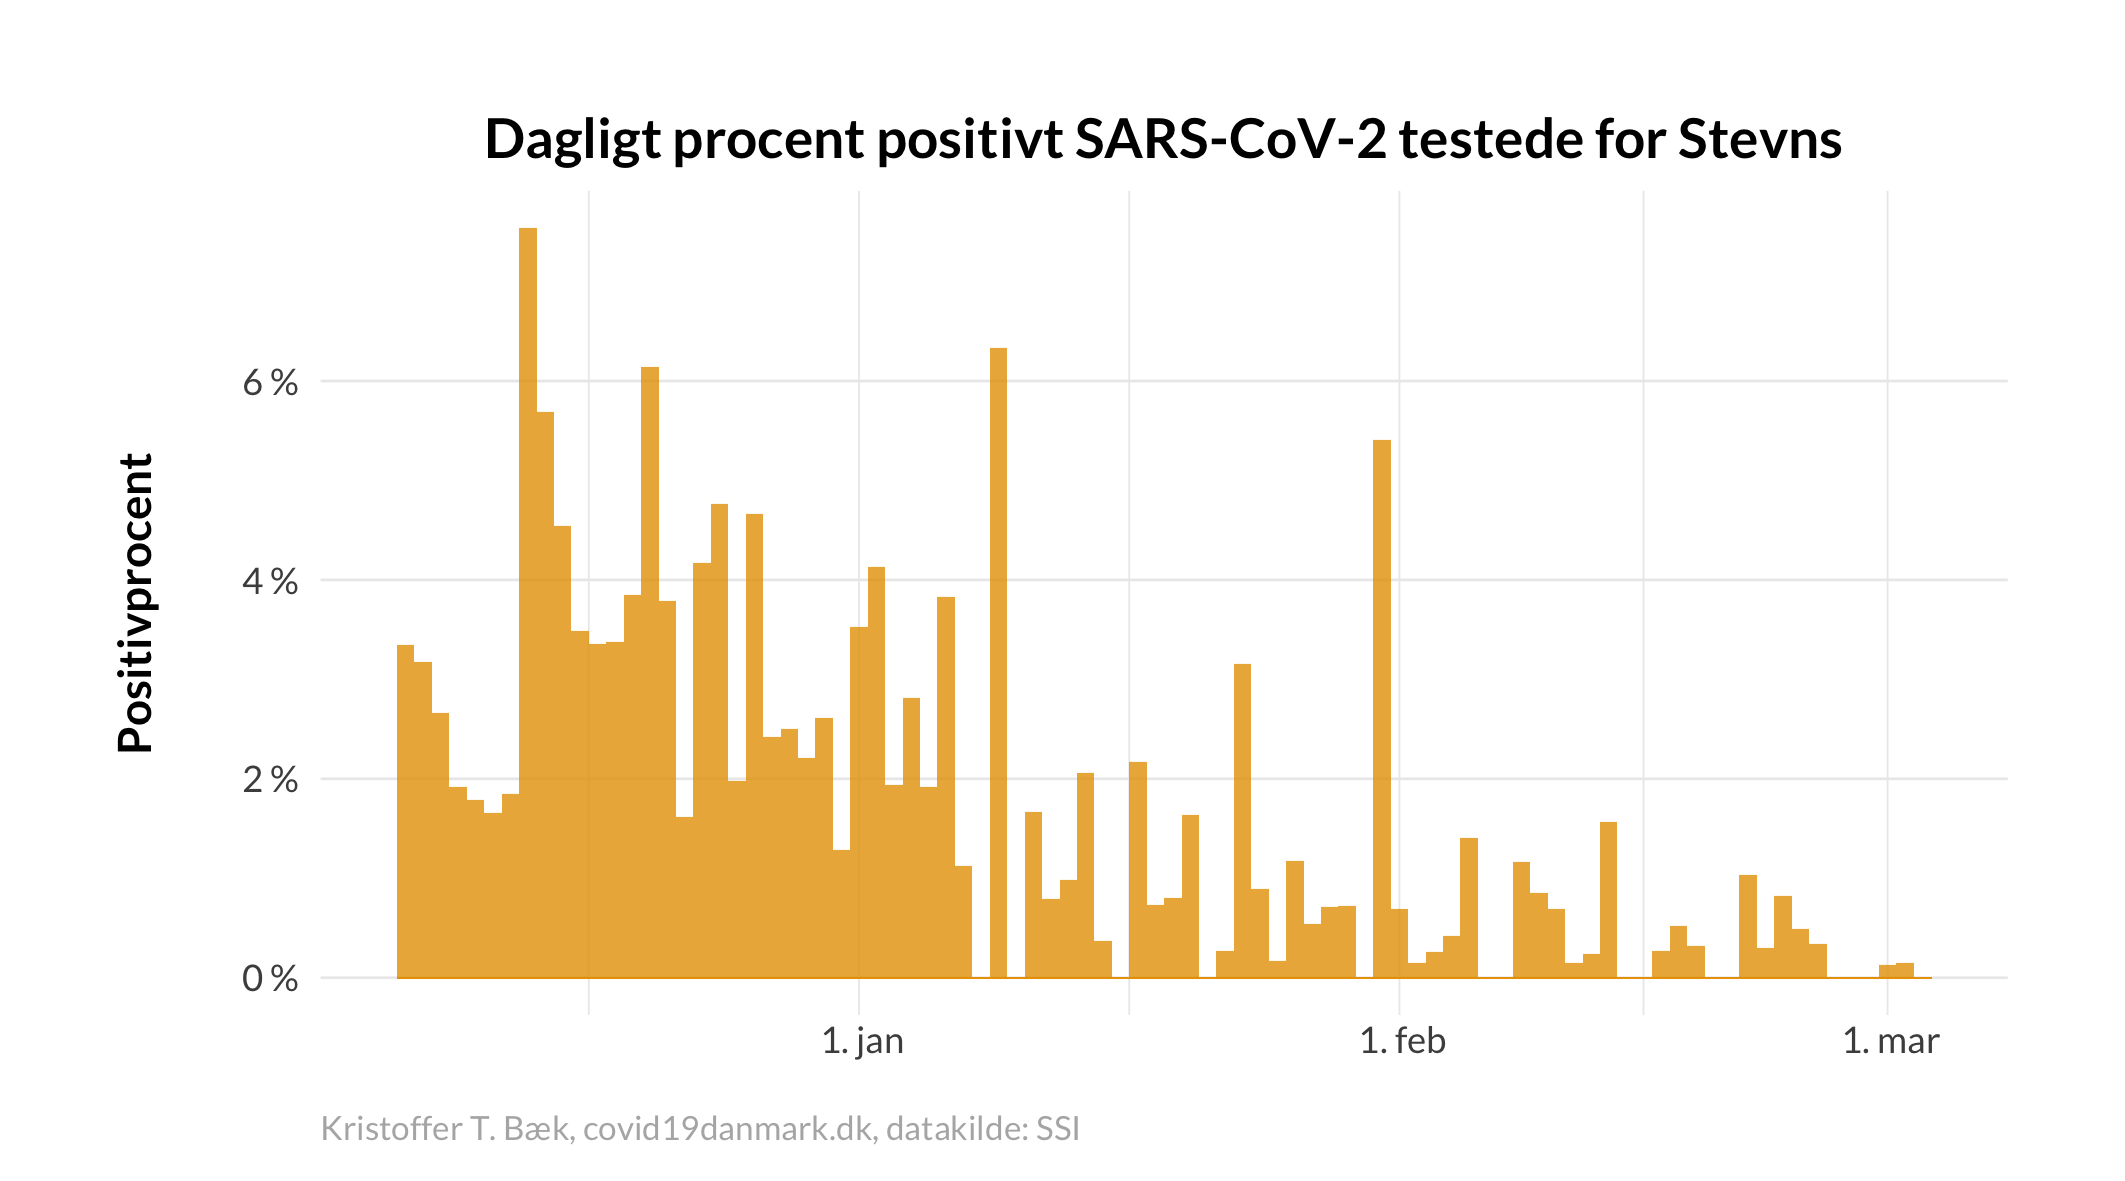 Dagligt procent positivt SARS-CoV-2 testede for Stevns
Positivprocent
6 %
4 %
2 %
0 %
1. jan
1. feb
1. mar
Kristoffer T. Bæk, covid19danmark.dk, datakilde: SSI